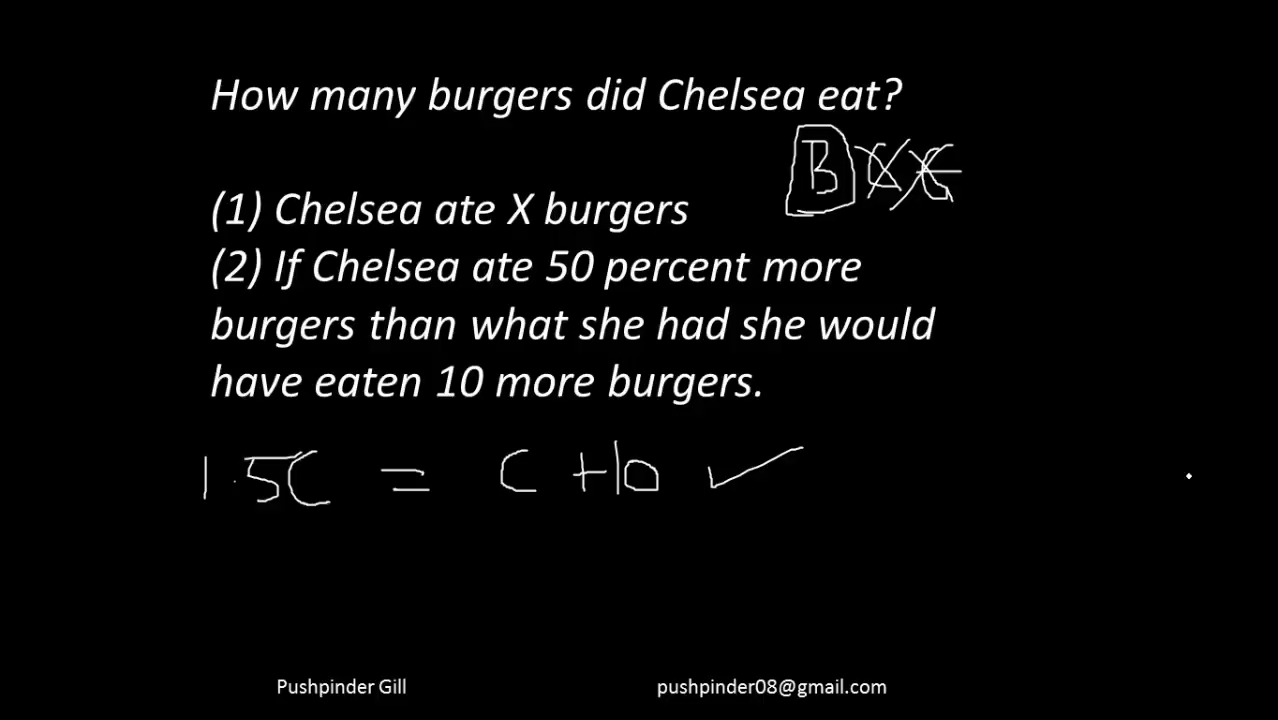 How many burgers did Chelsea eat?
B C E
(1) Chelsea ate X burgers
(2) If Chelsea ate 50 percent more
burgers than what she had she would
have eaten 10 more burgers.
1.5C = C +10 ✓
Pushpinder Gill pushpinder08@gmail.com